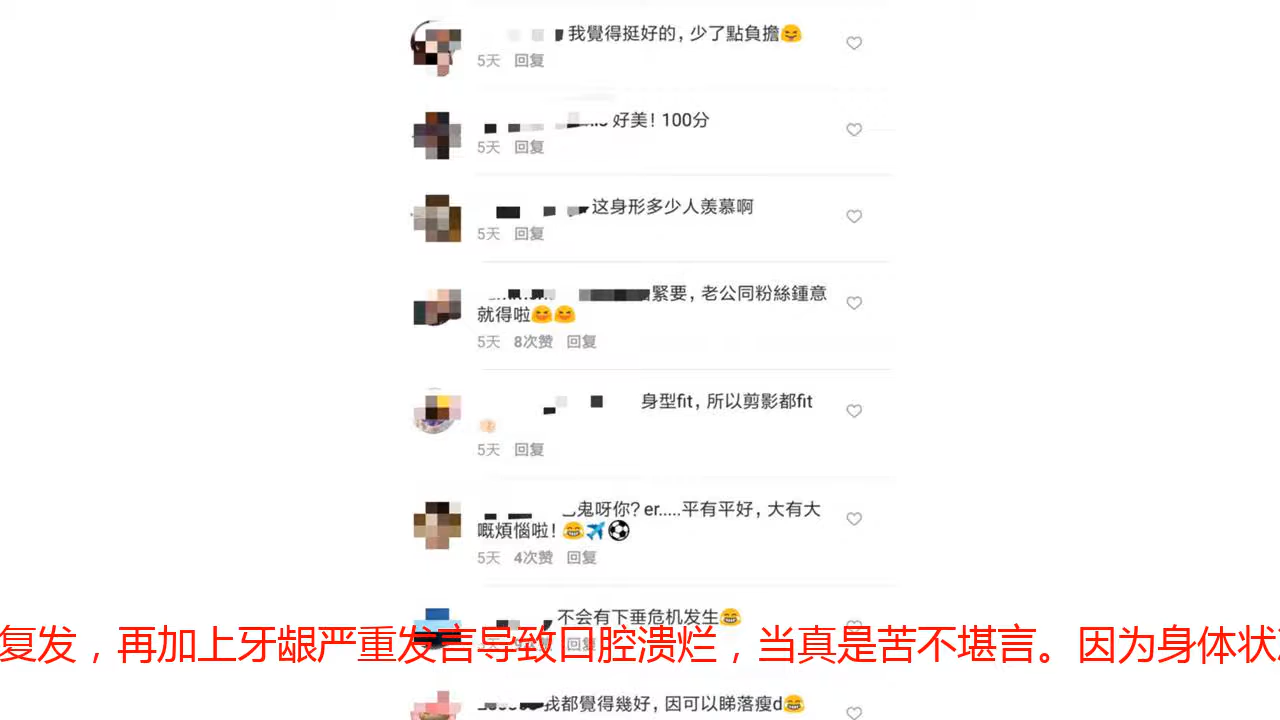 我覺得挺好的，少了點負擔😝
5天 回复
好美！100分
5天 回复
这身形多少人羡慕啊
5天 回复
緊要，老公同粉絲鍾意
就得啦😆😆
5天 8次赞 回复
身型fit，所以剪影都fit
5天 回复
鬼呀你？er.....平有平好，大有大
嘅煩惱啦！😂✈️⚽
5天 4次赞 回复
不会有下垂危机发生😂
回复
复发，再加上牙龈严重发言导致口腔溃烂，当真是苦不堪言。因为身体状
我都覺得幾好，因可以睇落瘦d😂